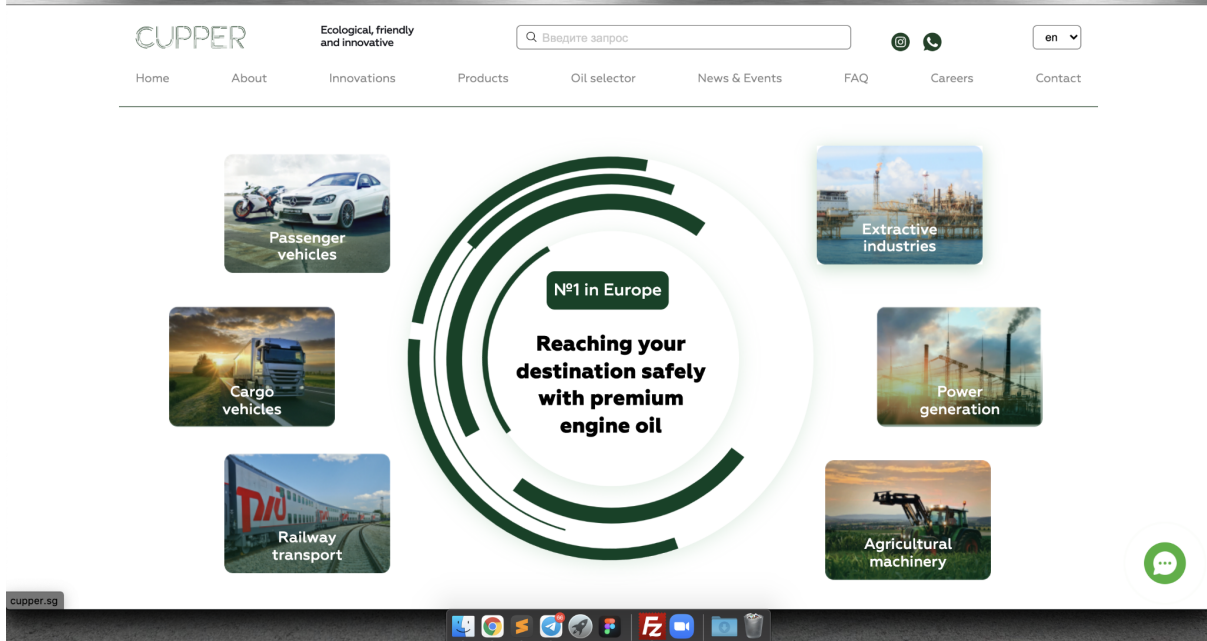 CUPPER
Ecological, friendly
and innovative
Введите запрос
en
Home
About
Innovations
Products
Oil selector
News & Events
FAQ
Careers
Contact
Passenger
vehicles
Extractive
industries
№1 in Europe
Reaching your
destination safely
with premium
engine oil
Cargo
vehicles
Power
generation
Railway
transport
Agricultural
machinery
cupper.sg